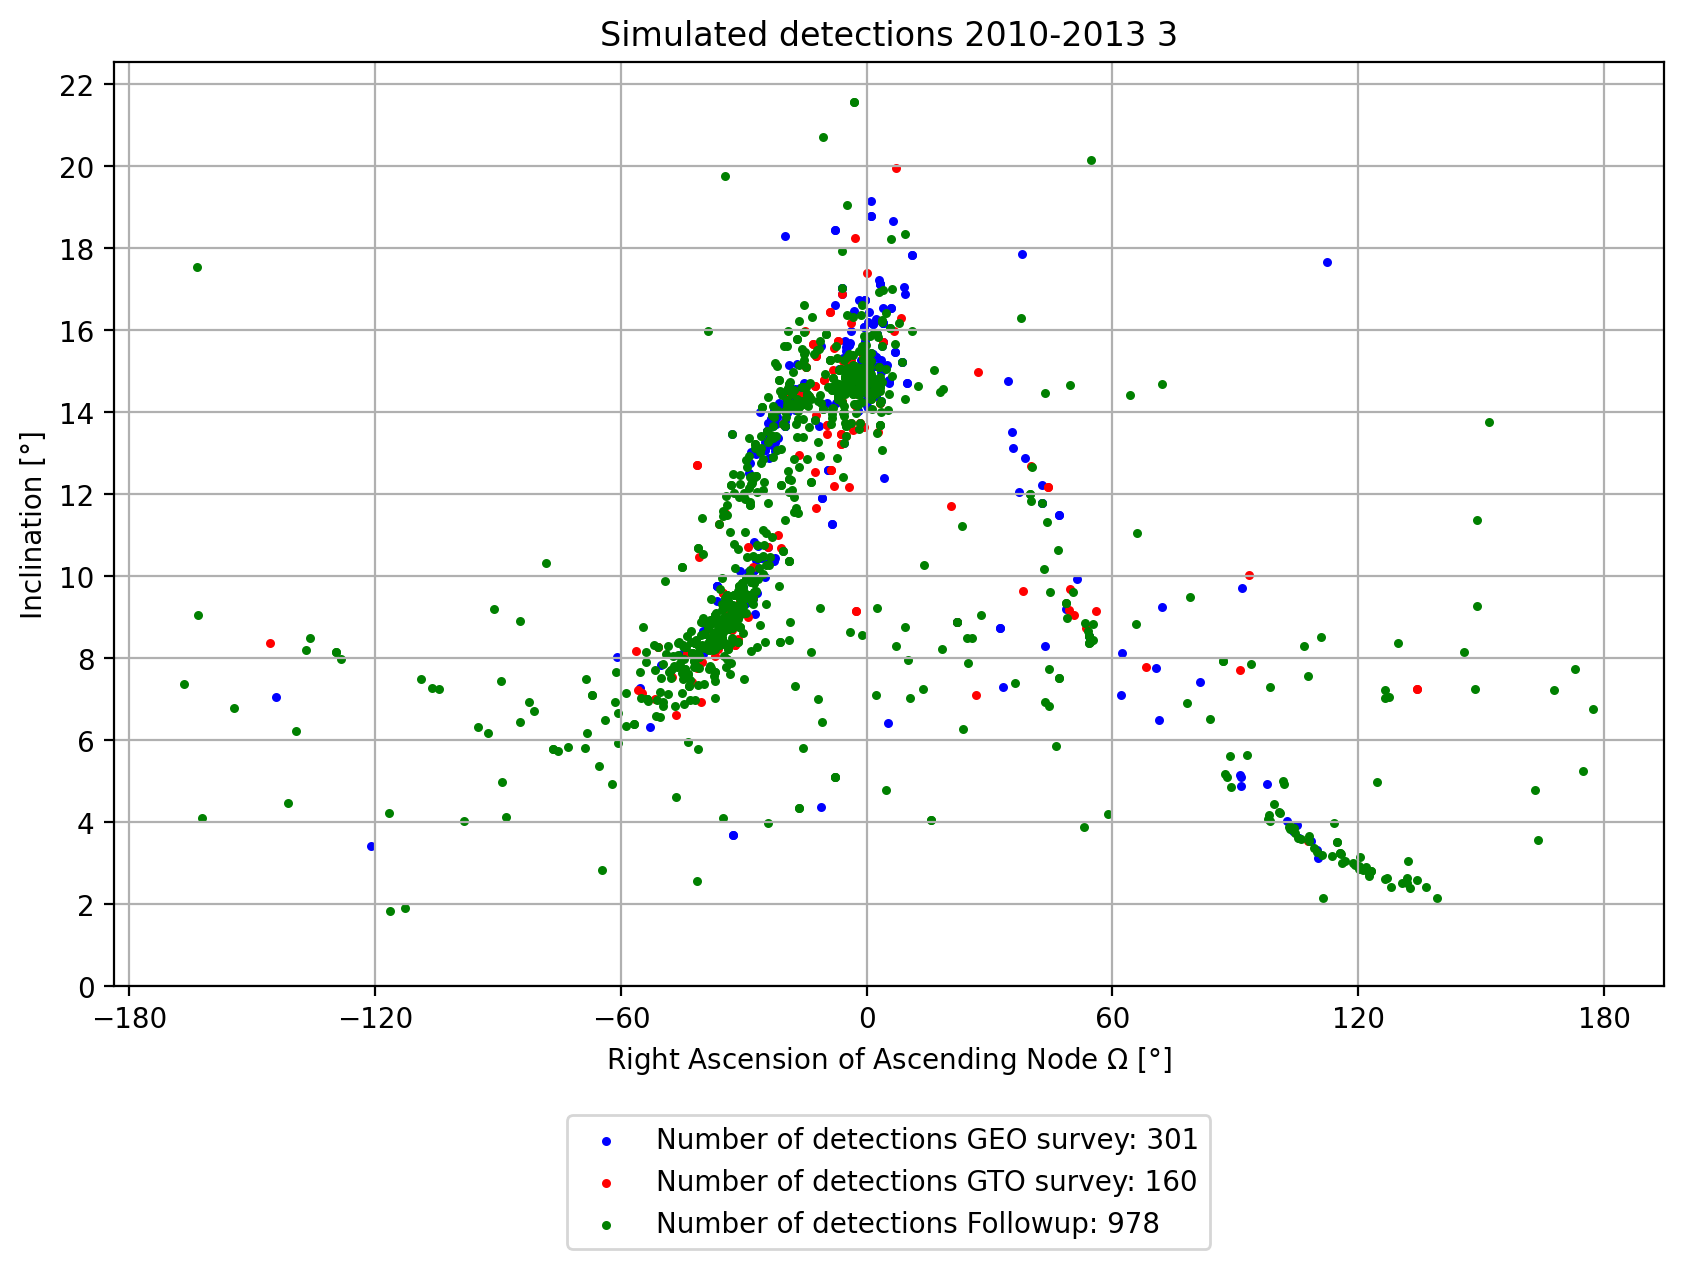 Simulated detections 2010-2013 3
22
20
18
16
14
12
10
8
6
4
2
0
Inclination [°]
−180 −120 −60 0 60 120 180
Right Ascension of Ascending Node Ω [°]
Number of detections GEO survey: 301
Number of detections GTO survey: 160
Number of detections Followup: 978